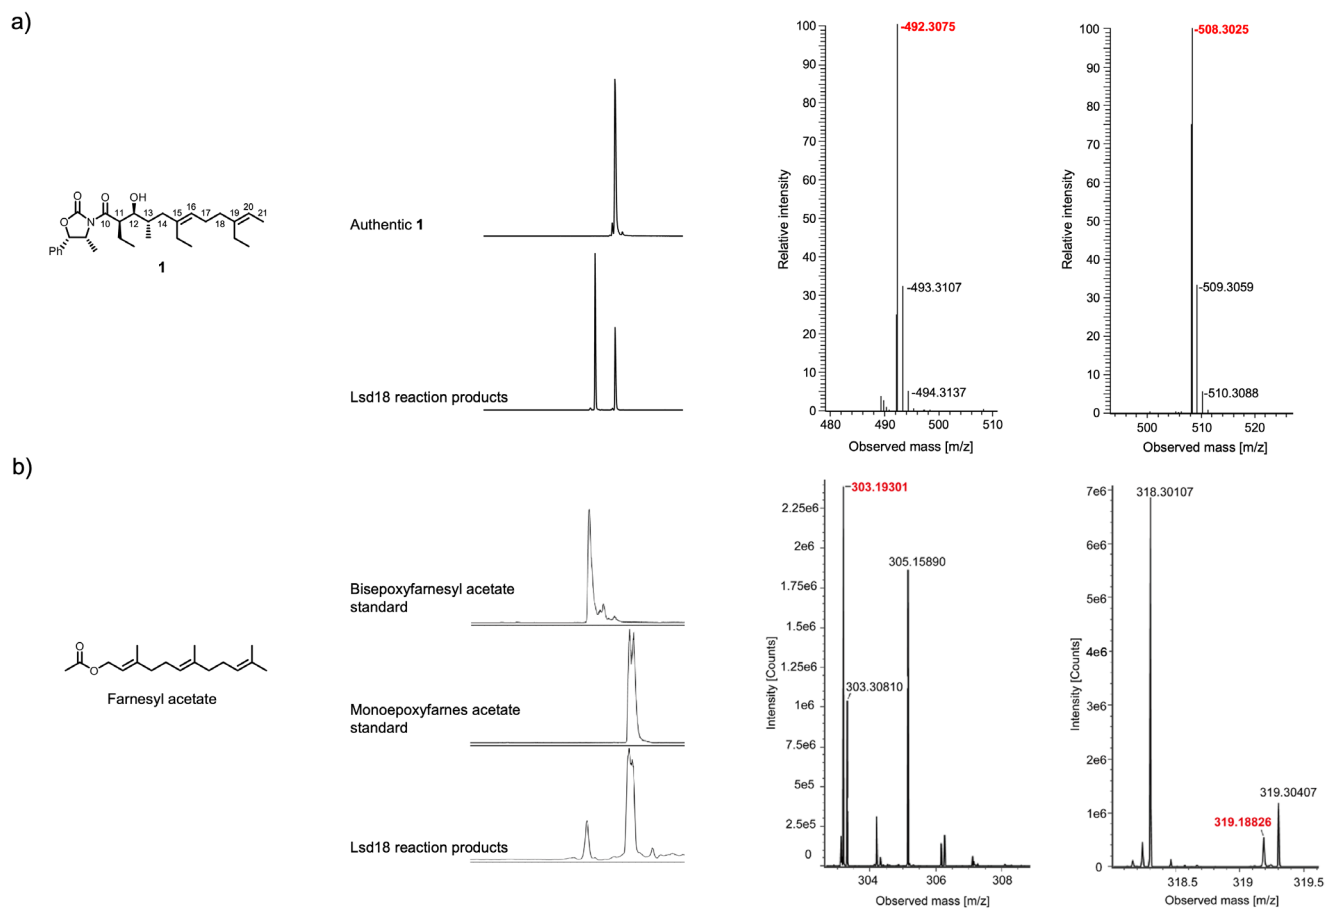 a)
O
O
OH
O
N
10
11
12
13
14
15
16
17
18
19
20
21
Ph
1
Authentic 1
Lsd18 reaction products
Relative intensity
100
90
80
70
60
50
40
30
20
10
0
-492.3075
-493.3107
-494.3137
480
490
500
510
Observed mass [m/z]
Relative intensity
100
90
80
70
60
50
40
30
20
10
0
-508.3025
-509.3059
-510.3088
500
510
520
Observed mass [m/z]
b)
O
O
Farnesyl acetate
Bisepoxyfarnesyl acetate
standard
Monoepoxyfarnes acetate
standard
Lsd18 reaction products
Intensity [Counts]
2.25e6
2e6
1.75e6
1.5e6
1.25e6
1e6
7.5e5
5e5
2.5e5
0
303.19301
303.30810
305.15890
304
306
308
Observed mass [m/z]
Intensity [Counts]
7e6
6e6
5e6
4e6
3e6
2e6
1e6
0
318.30107
319.18826
319.30407
318.5
319
319.5
Observed mass [m/z]